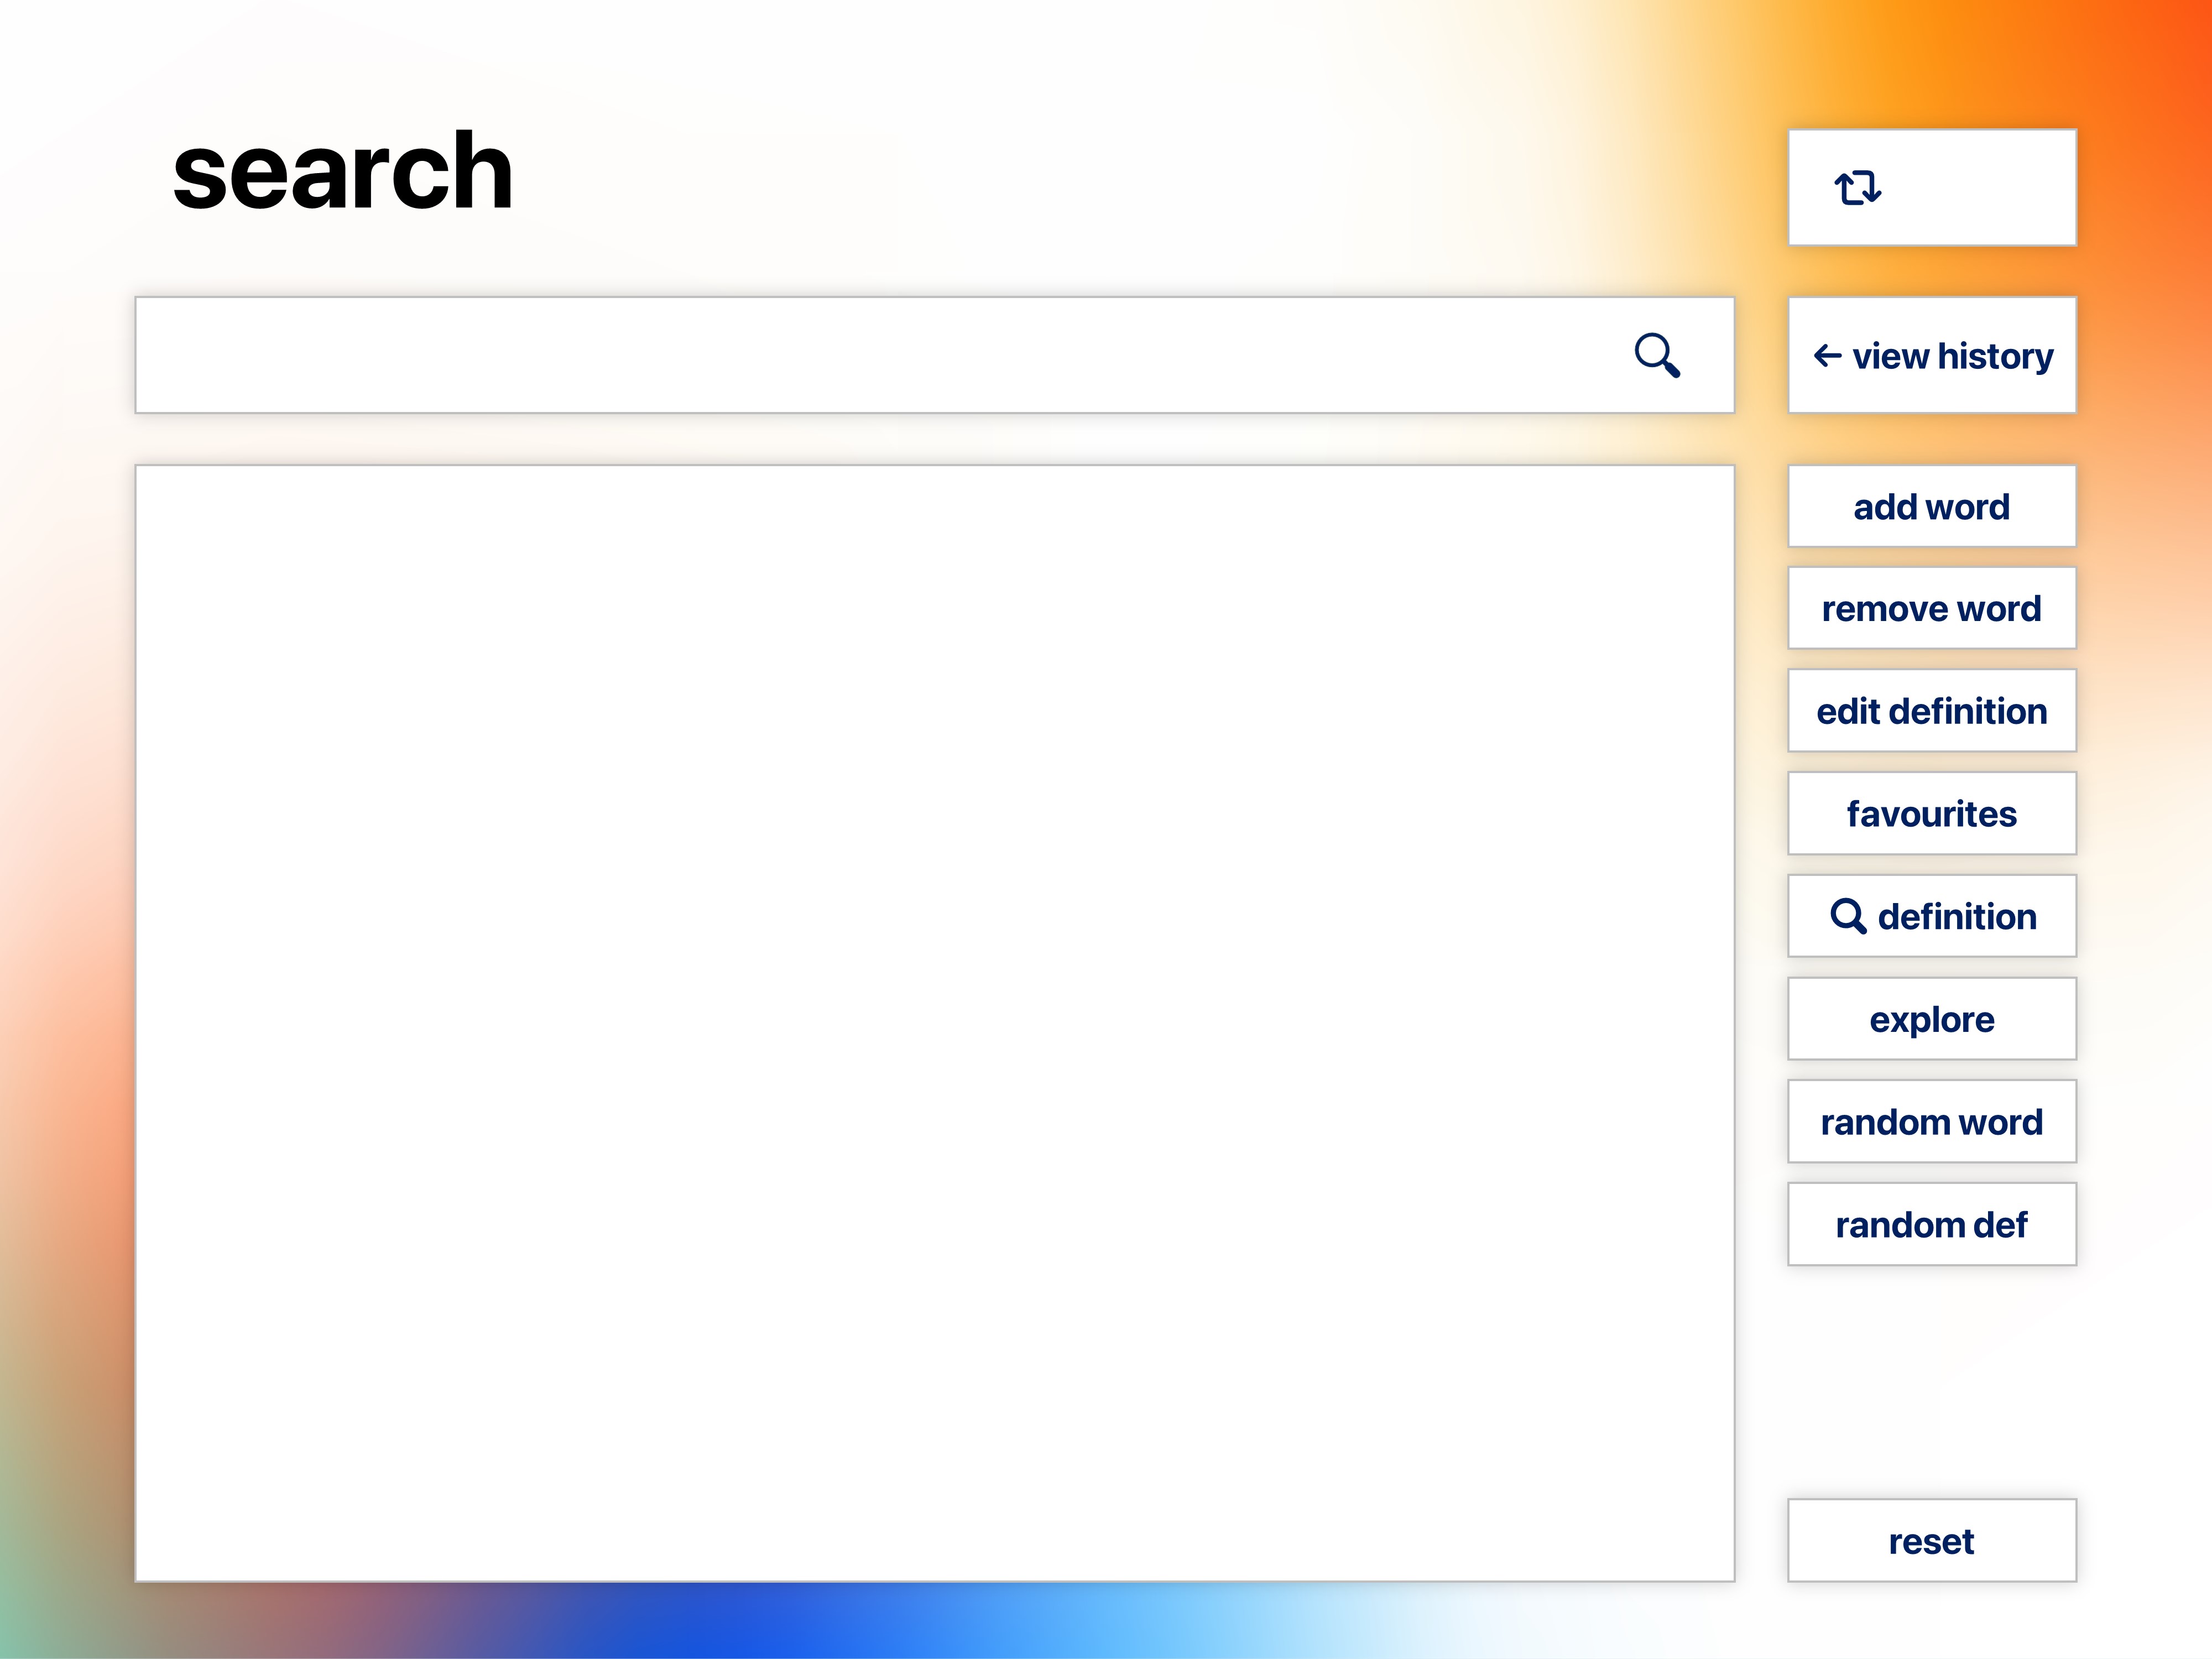 search
view history
add word
remove word
edit definition
favourites
definition
explore
random word
random def
reset